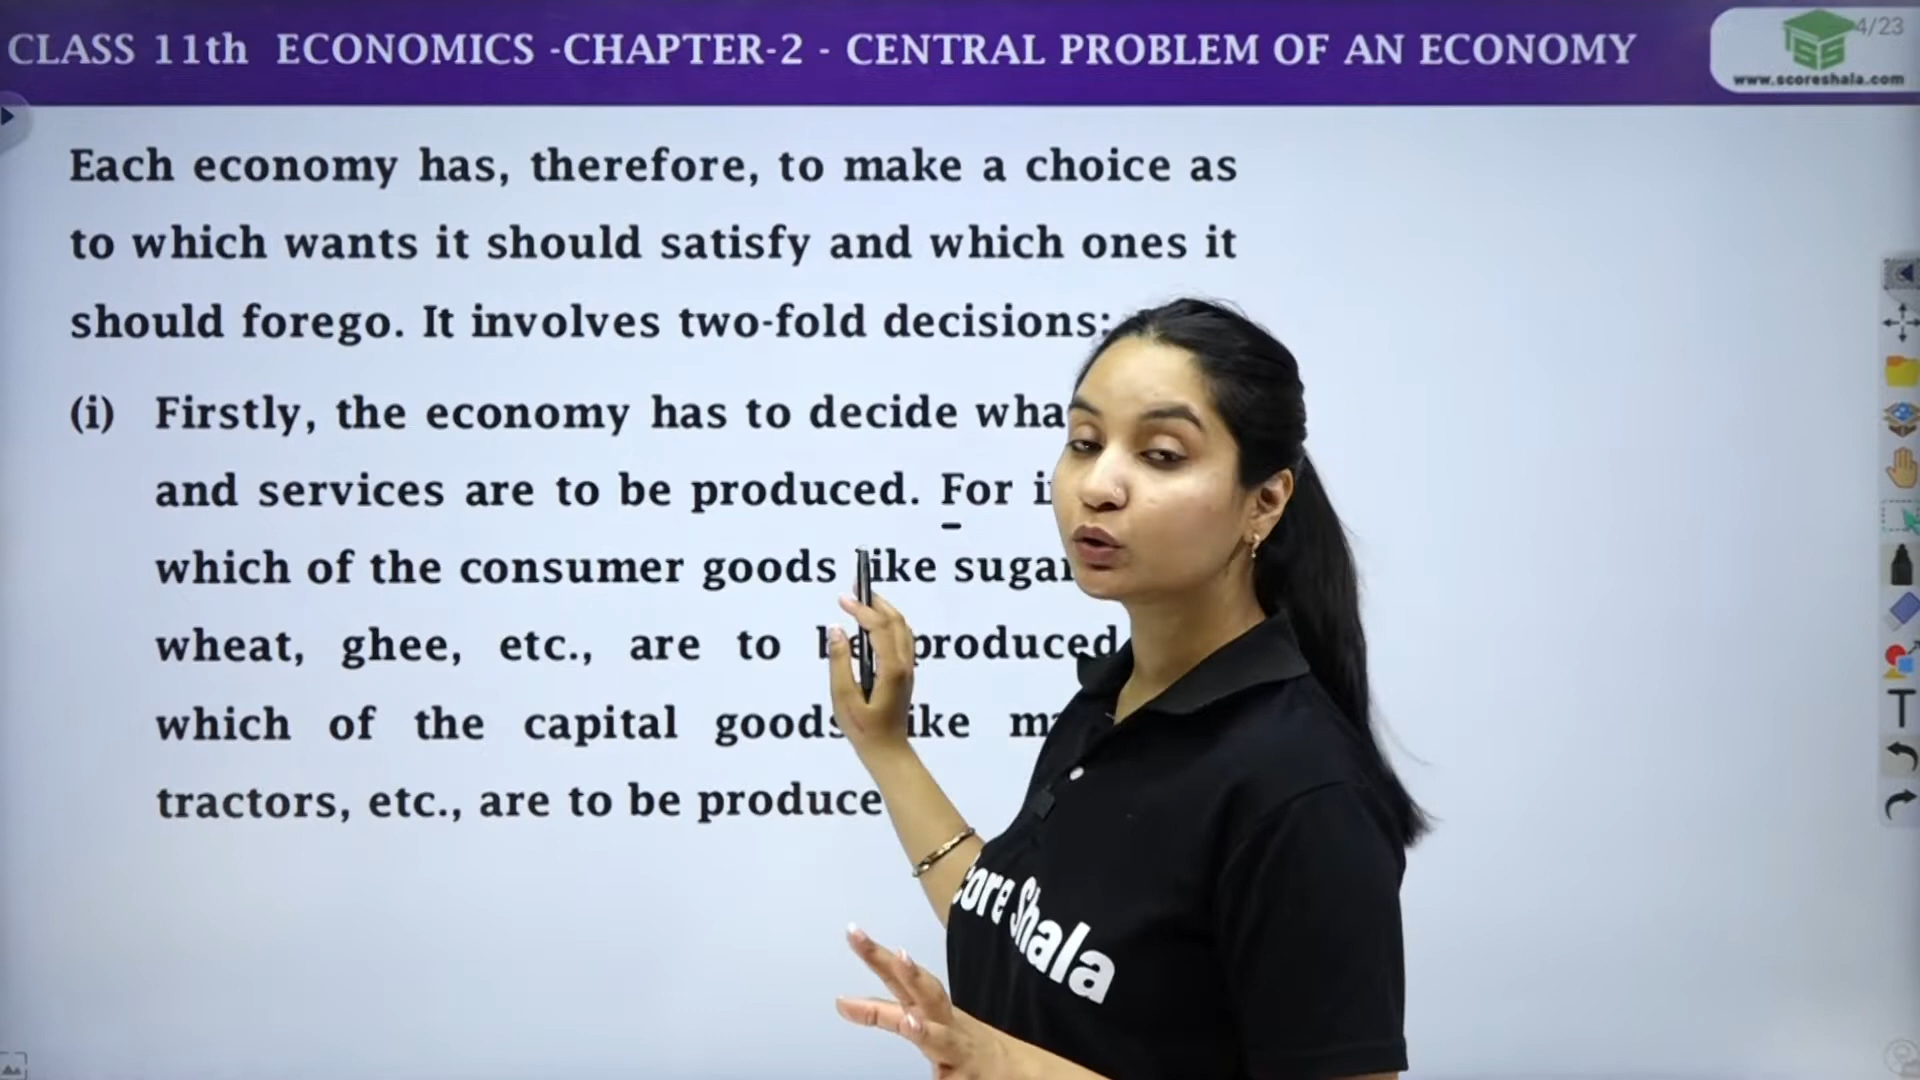 CLASS 11th ECONOMICS -CHAPTER-2 - CENTRAL PROBLEM OF AN ECONOMY
4/23
www.scoreshala.com
Each economy has, therefore, to make a choice as
to which wants it should satisfy and which ones it
should forego. It involves two-fold decisions:
(i) Firstly, the economy has to decide
and services are to be produced. For
which of the consumer goods like
wheat, ghee, etc., are to be produced
which of the capital goods like
tractors, etc., are to be produce
Shala